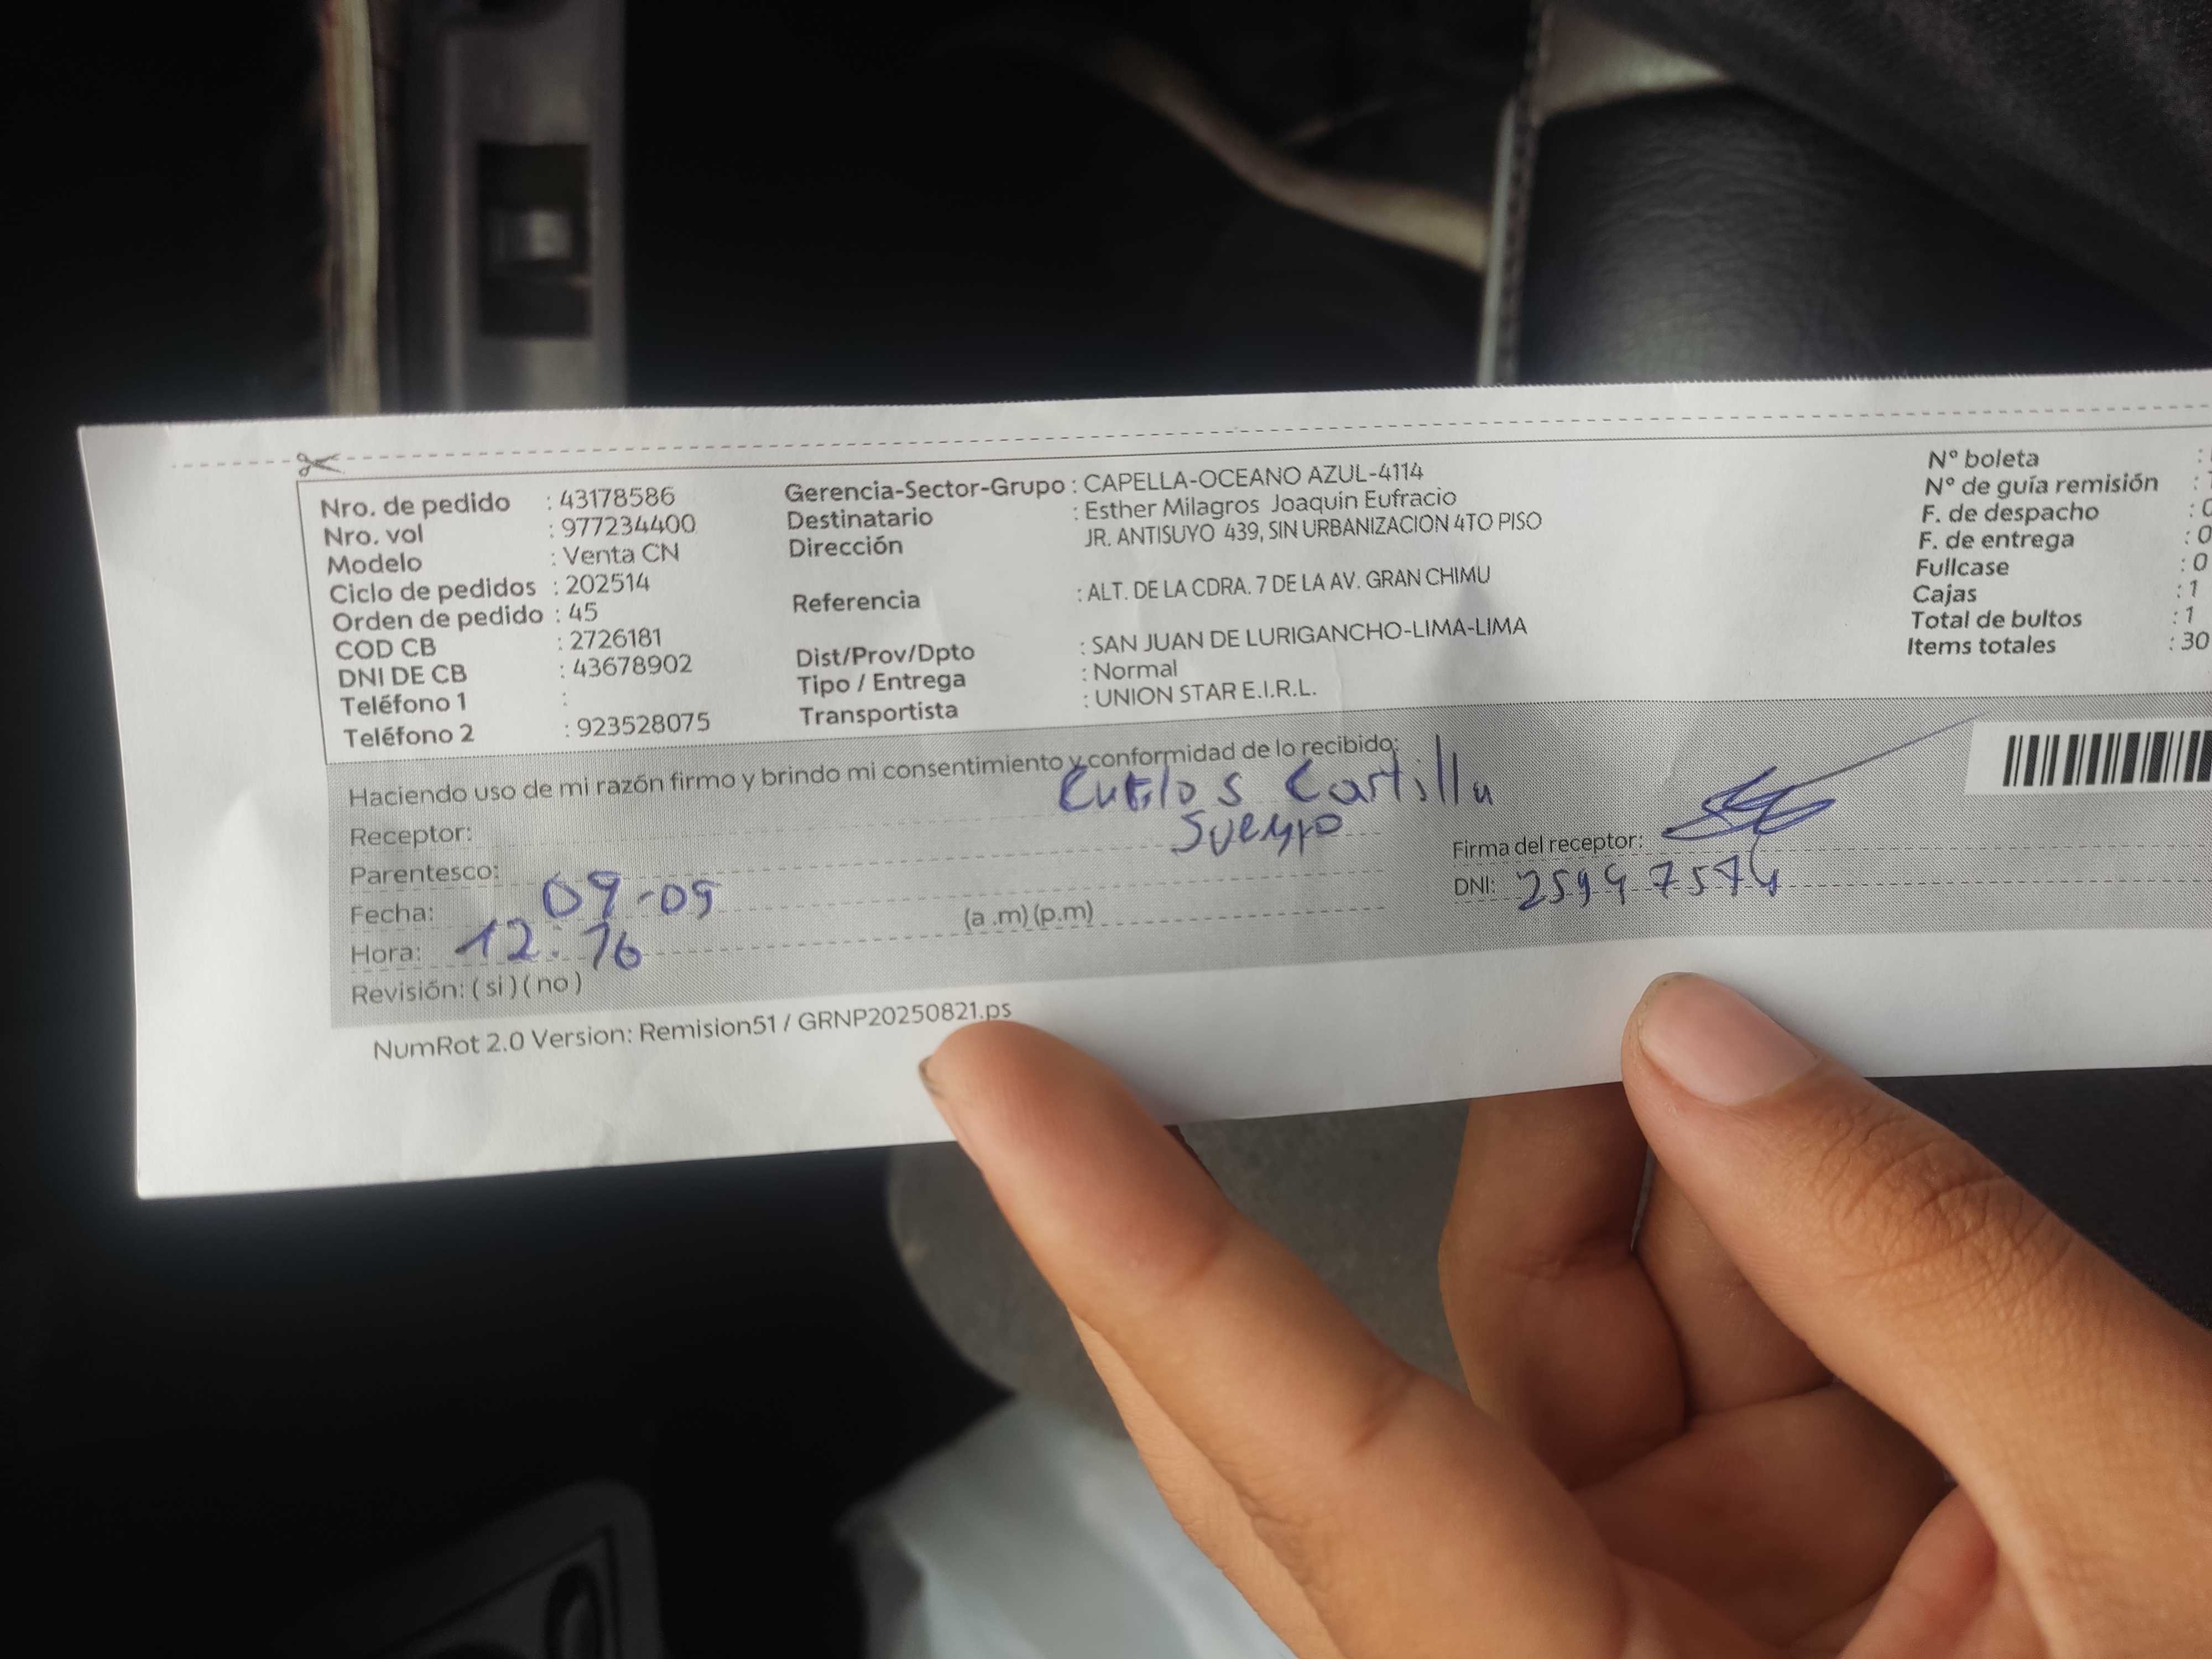 Nro. de pedido : 43178586
Nro. vol : 977234400
Modelo : Venta CN
Ciclo de pedidos : 202514
Orden de pedido : 45
COD CB : 2726181
DNI DE CB : 43678902
Teléfono 1 :
Teléfono 2 : 923528075
Gerencia-Sector-Grupo : CAPELLA-OCEANO AZUL-4114
Destinatario : Esther Milagros Joaquin Eufracio
Dirección JR. ANTISUYO 439, SIN URBANIZACION 4TO PISO
Referencia : ALT. DE LA CDRA. 7 DE LA AV. GRAN CHIMU
Dist/Prov/Dpto : SAN JUAN DE LURIGANCHO-LIMA-LIMA
Tipo / Entrega : Normal
Transportista : UNION STAR E.I.R.L.
N° boleta :
N° de guía remisión :
F. de despacho : 0
F. de entrega : 0
Fullcase : 0
Cajas : 1
Total de bultos : 1
Items totales : 30
Haciendo uso de mi razón firmo y brindo mi consentimiento y conformidad de lo recibido:
Receptor: Castilla
Parentesco: Suegro
Fecha: 09-09
Hora: 12:16 (a .m) (p.m)
Revisión: ( si ) ( no )
Firma del receptor:
DNI: 25997574
NumRot 2.0 Version: Remision51 / GRNP20250821.ps